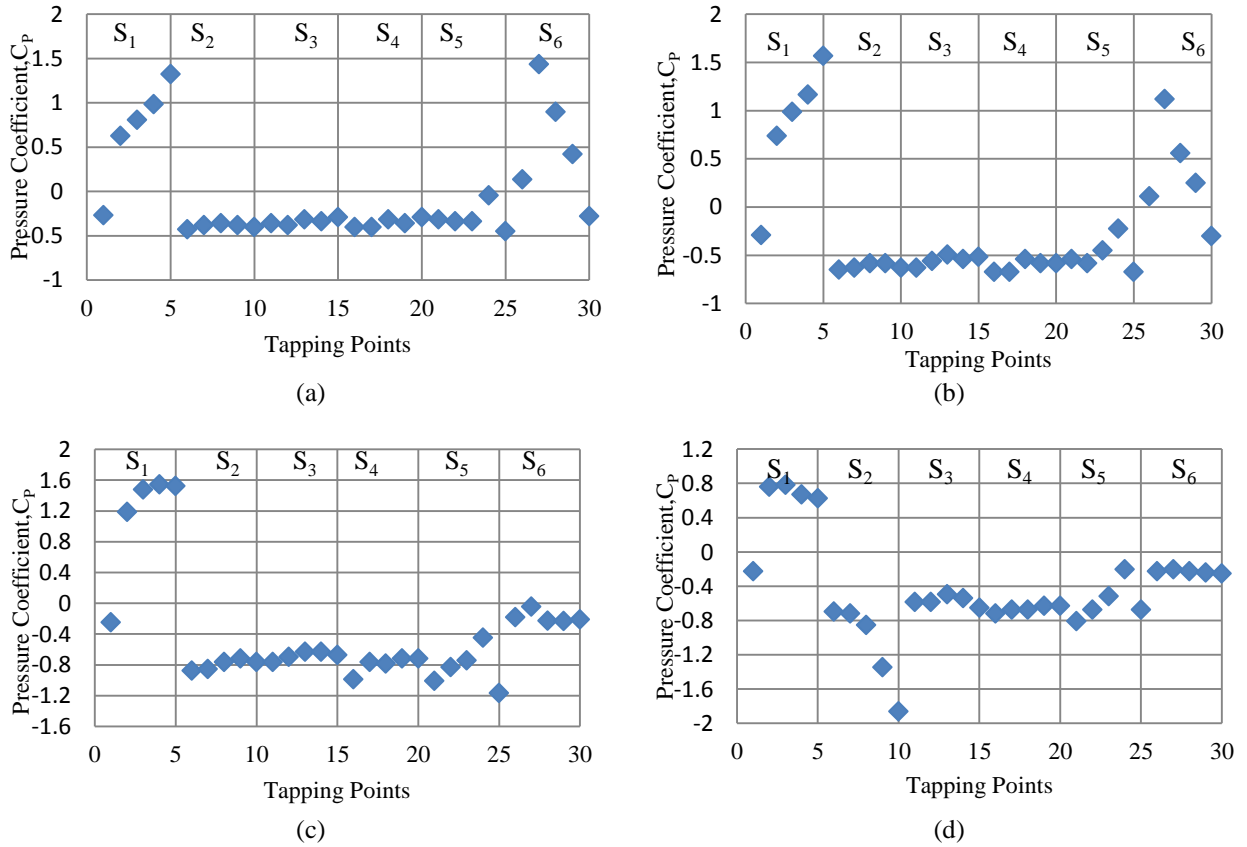 2
1.5
1
0.5
0
-0.5
-1
S1 S2 S3 S4 S5 S6
Pressure Coefficient,CP
0 5 10 15 20 25 30
Tapping Points
(a)
2
1.5
1
0.5
0
-0.5
-1
S1 S2 S3 S4 S5 S6
Pressure Coefficient,CP
0 5 10 15 20 25 30
Tapping Points
(b)
2
1.6
1.2
0.8
0.4
0
-0.4
-0.8
-1.2
-1.6
S1 S2 S3 S4 S5 S6
Pressure Coefficient,CP
0 5 10 15 20 25 30
Tapping Points
(c)
1.2
0.8
0.4
0
-0.4
-0.8
-1.2
-1.6
-2
S1 S2 S3 S4 S5 S6
Pressure Coefficient,CP
0 5 10 15 20 25 30
Tapping Points
(d)